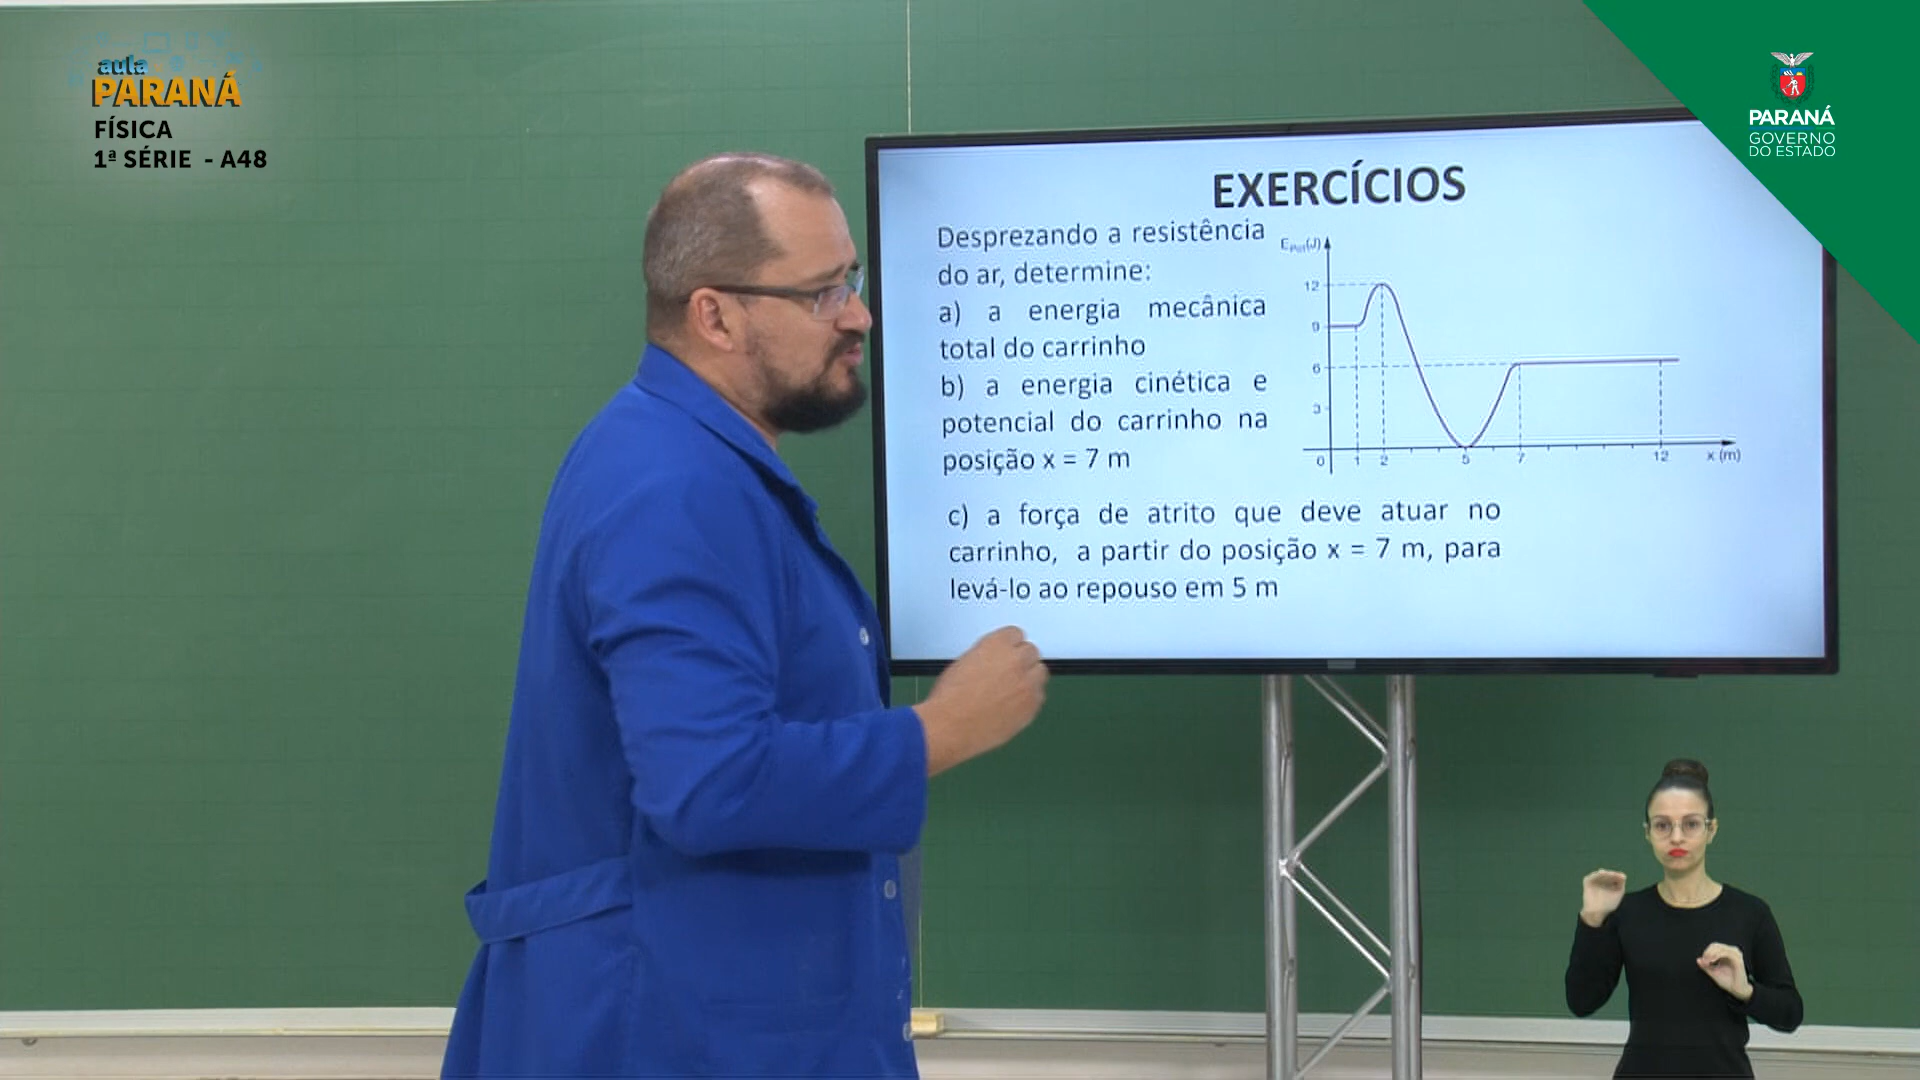 aula
PARANÁ
FÍSICA
1ª SÉRIE - A48
PARANÁ
GOVERNO
DO ESTADO
EXERCÍCIOS
Desprezando a resistência
do ar, determine:
a) a energia mecânica
total do carrinho
b) a energia cinética e
potencial do carrinho na
posição x = 7 m
c) a força de atrito que deve atuar no
carrinho, a partir do posição x = 7 m, para
levá-lo ao repouso em 5 m
12
9
6
3
0 1 2 5 7 12 x (m)